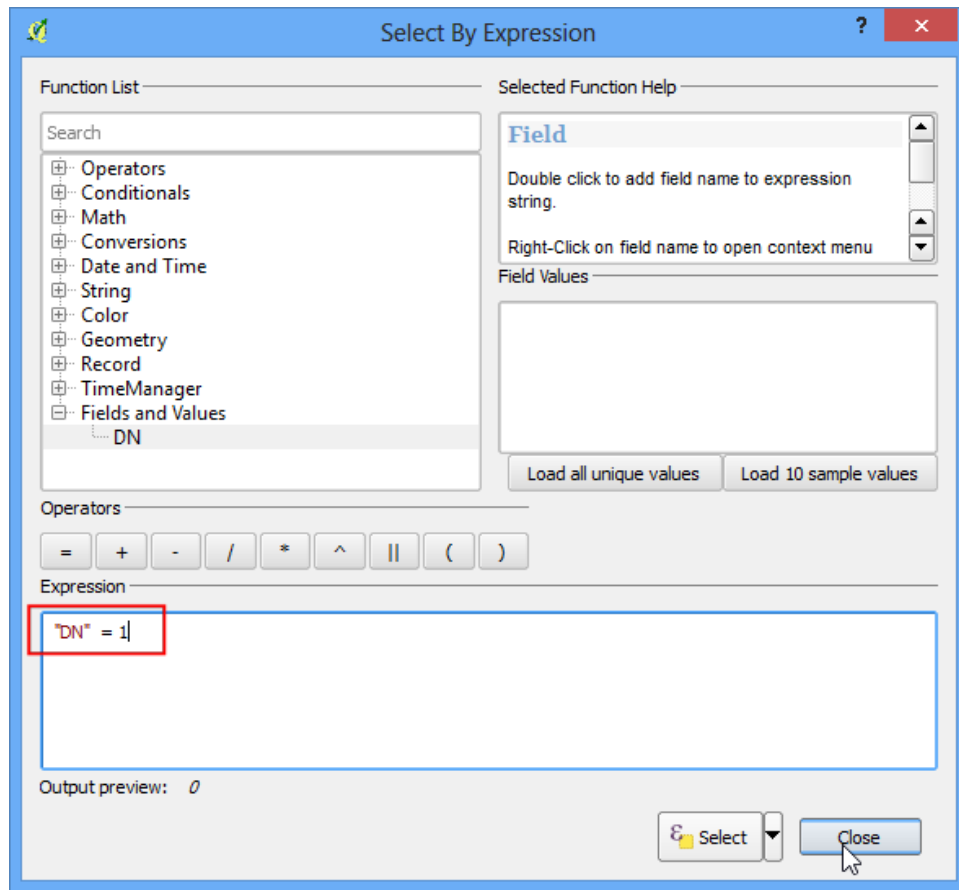 Select By Expression
?
×
Function List
Selected Function Help
Search
Operators
Conditionals
Math
Conversions
Date and Time
String
Color
Geometry
Record
TimeManager
Fields and Values
DN
Field
Double click to add field name to expression
string.
Right-Click on field name to open context menu
Field Values
Load all unique values
Load 10 sample values
Operators
= + - / * ^ || ( )
Expression
"DN" = 1
Output preview: 0
ε Select
Close